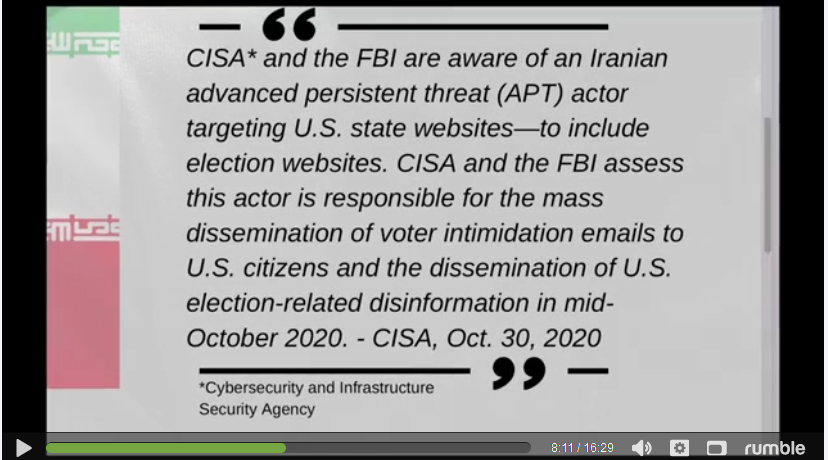 CISA* and the FBI are aware of an Iranian
advanced persistent threat (APT) actor
targeting U.S. state websites—to include
election websites. CISA and the FBI assess
this actor is responsible for the mass
dissemination of voter intimidation emails to
U.S. citizens and the dissemination of U.S.
election-related disinformation in mid-
October 2020. - CISA, Oct. 30, 2020
*Cybersecurity and Infrastructure
Security Agency
8:11 / 16:29 rumble